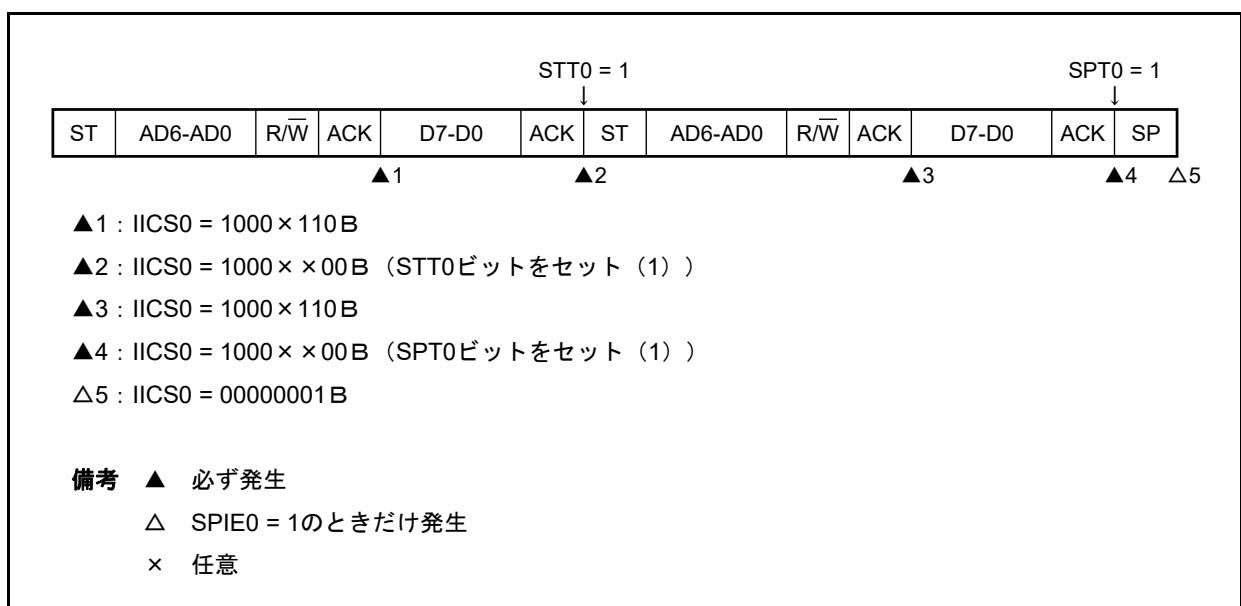 STT0 = 1 SPT0 = 1
↓ ↓
ST AD6-AD0 R/W̅ ACK D7-D0 ACK ST AD6-AD0 R/W̅ ACK D7-D0 ACK SP
▲1 ▲2 ▲3 ▲4 △5
▲1：IICS0 = 1000×110B
▲2：IICS0 = 1000××00B（STT0ビットをセット（1））
▲3：IICS0 = 1000×110B
▲4：IICS0 = 1000××00B（SPT0ビットをセット（1））
△5：IICS0 = 00000001B
備考 ▲ 必ず発生
△ SPIE0 = 1のときだけ発生
× 任意